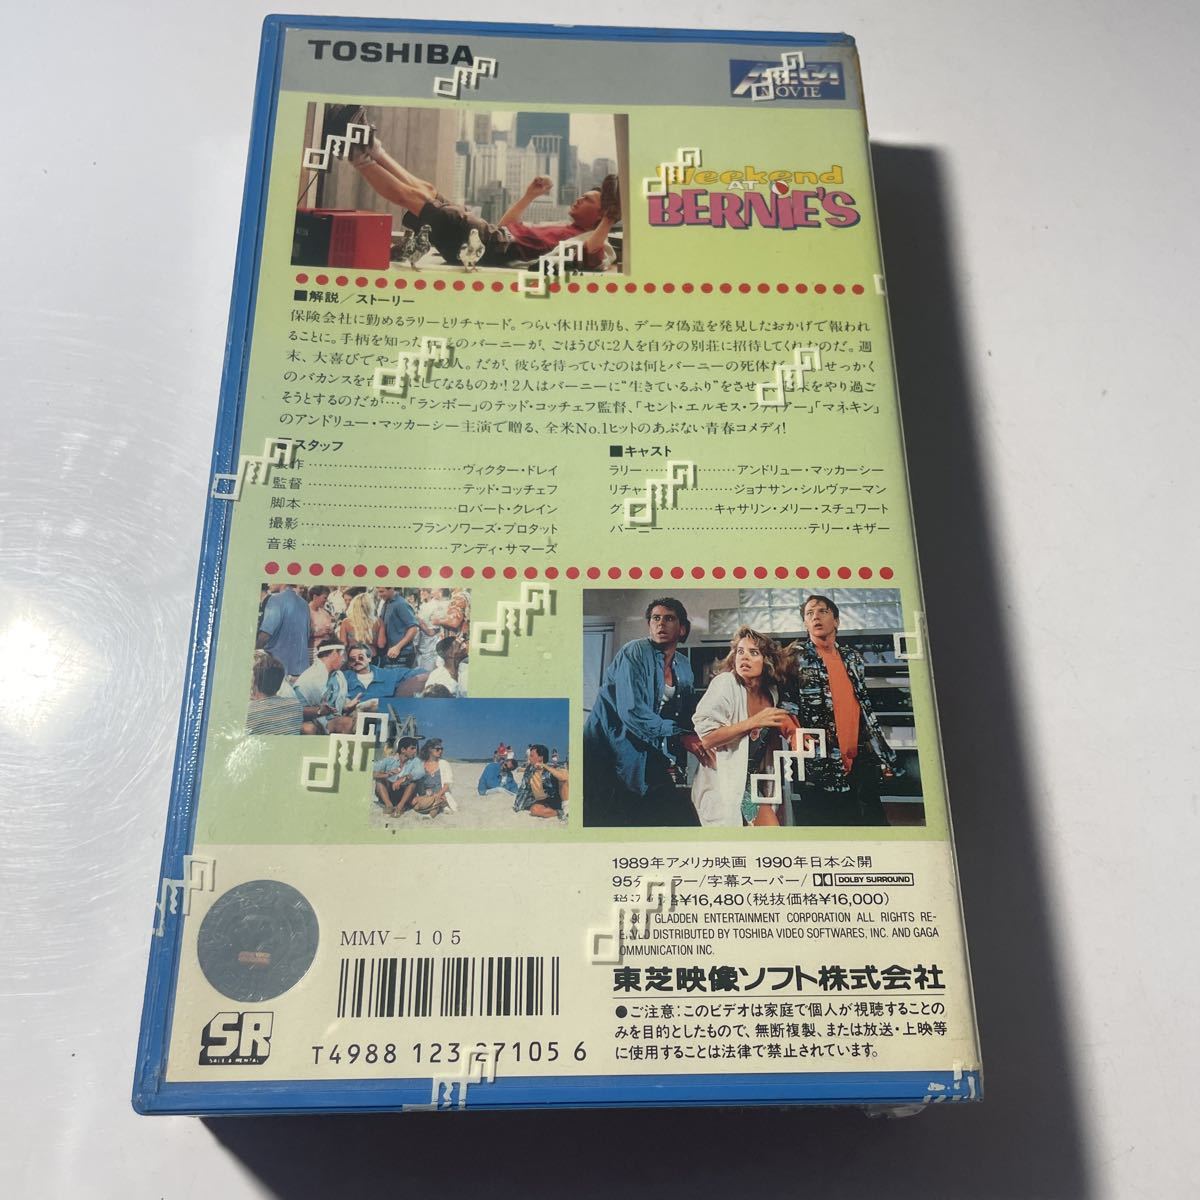 TOSHIBA
MEGA MOVIE
Weekend
AT
BERNIE'S
■解説／ストーリー
保険会社に勤めるラリーとリチャード。つらい休日出勤も、データ偽造を発見したおかげで報われ
ることに。手柄を知った のバーニーが、ごほうびに2人を自分の別荘に招待してくれたのだ。週
末、大喜びでやっ 2人。だが、彼らを待っていたのは何とバーニーの死体だ せっかく
のバカンスを台 にしてなるものか!2人はバーニーに“生きているふり”をさせ 末をやり過ご
そうとするのだが…。「ランボー」のテッド・コッチェフ監督、「セント・エルモス・ファイアー」「マネキン」
のアンドリュー・マッカーシー主演で贈る、全米No.1ヒットのあぶない青春コメディ!
■スタッフ
作 ヴィクター・ドレイ
監督 テッド・コッチェフ
脚本 ロバート・クレイン
撮影 フランソワーズ・プロタット
音楽 アンディ・サマーズ
■キャスト
ラリー アンドリュー・マッカーシー
リチャ ジョナサン・シルヴァーマン
グ キャサリン・メリー・スチュワート
バーニー テリー・キザー
1989年アメリカ映画 1990年日本公開
95分 ラー/字幕スーパー/ DOLBY SURROUND
税込 格¥16,480(税抜価格¥16,000)
GLADDEN ENTERTAINMENT CORPORATION ALL RIGHTS RE-
DISTRIBUTED BY TOSHIBA VIDEO SOFTWARES, INC. AND GAGA
OMMUNICATION INC.
東芝映像ソフト株式会社
●ご注意:このビデオは家庭で個人が視聴することの
みを目的としたもので、無断複製、または放送・上映等
に使用することは法律で禁止されています。
MMV-105
T4988 123 27105 6
SR
SALE & RENTAL